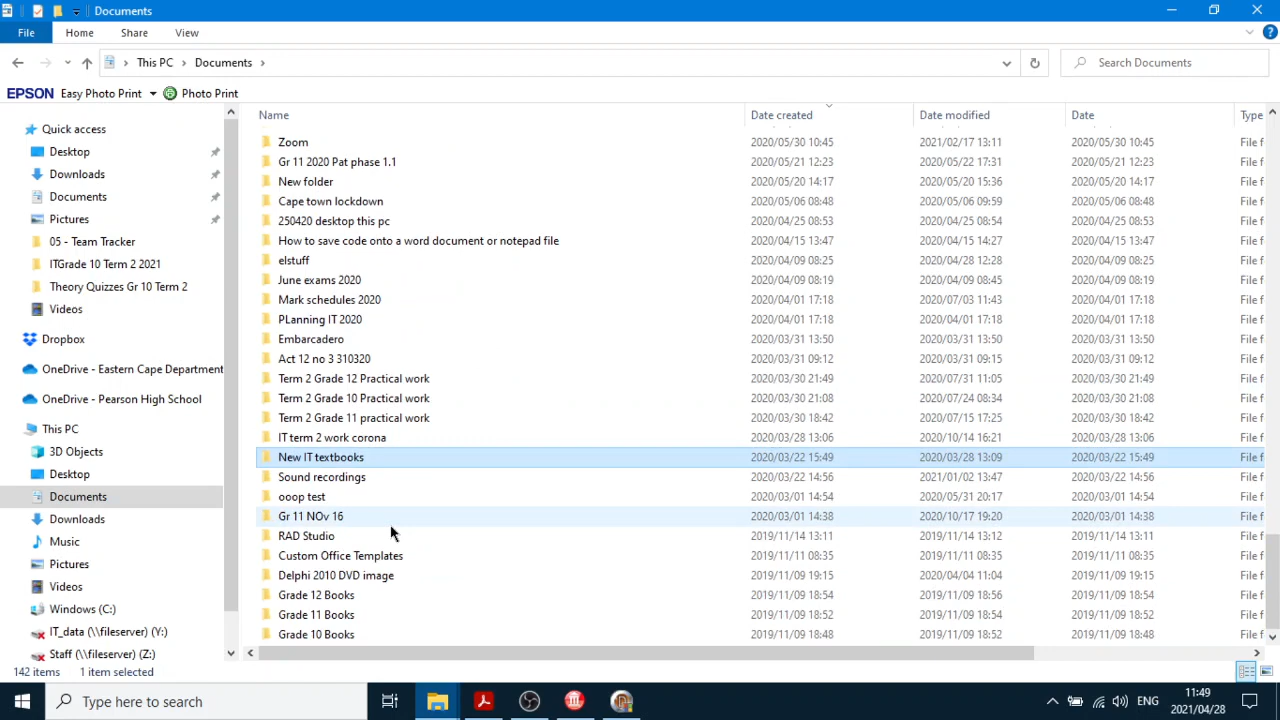 Documents
File Home Share View
This PC Documents Search Documents
EPSON Easy Photo Print Photo Print
Name Date created Date modified Date Type
Quick access
Desktop
Downloads
Documents
Pictures
05 - Team Tracker
ITGrade 10 Term 2 2021
Theory Quizzes Gr 10 Term 2
Videos
Dropbox
OneDrive - Eastern Cape Department
OneDrive - Pearson High School
This PC
3D Objects
Desktop
Documents
Downloads
Music
Pictures
Videos
Windows (C:)
IT_data (\\fileserver) (Y:)
Staff (\\fileserver) (Z:)
Zoom 2020/05/30 10:45 2021/02/17 13:11 2020/05/30 10:45 File f
Gr 11 2020 Pat phase 1.1 2020/05/21 12:23 2020/05/22 17:31 2020/05/21 12:23 File f
New folder 2020/05/20 14:17 2020/05/20 15:36 2020/05/20 14:17 File f
Cape town lockdown 2020/05/06 08:48 2020/05/06 09:59 2020/05/06 08:48 File f
250420 desktop this pc 2020/04/25 08:53 2020/04/25 08:54 2020/04/25 08:53 File f
How to save code onto a word document or notepad file 2020/04/15 13:47 2020/04/15 14:27 2020/04/15 13:47 File f
elstuff 2020/04/09 08:25 2020/04/28 12:28 2020/04/09 08:25 File f
June exams 2020 2020/04/09 08:19 2020/04/09 08:45 2020/04/09 08:19 File f
Mark schedules 2020 2020/04/01 17:18 2020/07/03 11:43 2020/04/01 17:18 File f
PLanning IT 2020 2020/04/01 17:18 2020/04/01 17:18 2020/04/01 17:18 File f
Embarcadero 2020/03/31 13:50 2020/03/31 13:50 2020/03/31 13:50 File f
Act 12 no 3 310320 2020/03/31 09:12 2020/03/31 09:15 2020/03/31 09:12 File f
Term 2 Grade 12 Practical work 2020/03/30 21:49 2020/07/31 11:05 2020/03/30 21:49 File f
Term 2 Grade 10 Practical work 2020/03/30 21:08 2020/07/24 08:34 2020/03/30 21:08 File f
Term 2 Grade 11 practical work 2020/03/30 18:42 2020/07/15 17:25 2020/03/30 18:42 File f
IT term 2 work corona 2020/03/28 13:06 2020/10/14 16:21 2020/03/28 13:06 File f
New IT textbooks 2020/03/22 15:49 2020/03/28 13:09 2020/03/22 15:49 File f
Sound recordings 2020/03/22 14:56 2021/01/02 13:47 2020/03/22 14:56 File f
ooop test 2020/03/01 14:54 2020/05/31 20:17 2020/03/01 14:54 File f
Gr 11 NOv 16 2020/03/01 14:38 2020/10/17 19:20 2020/03/01 14:38 File f
RAD Studio 2019/11/14 13:11 2019/11/14 13:12 2019/11/14 13:11 File f
Custom Office Templates 2019/11/11 08:35 2019/11/11 08:35 2019/11/11 08:35 File f
Delphi 2010 DVD image 2019/11/09 19:15 2020/04/04 11:04 2019/11/09 19:15 File f
Grade 12 Books 2019/11/09 18:54 2019/11/09 18:56 2019/11/09 18:54 File f
Grade 11 Books 2019/11/09 18:52 2019/11/09 18:54 2019/11/09 18:52 File f
Grade 10 Books 2019/11/09 18:48 2019/11/09 18:52 2019/11/09 18:48 File f
142 items 1 item selected
Type here to search ENG 11:49
2021/04/28